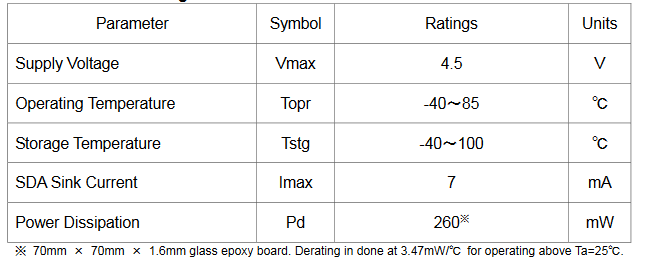 Parameter Symbol Ratings Units
Supply Voltage Vmax 4.5 V
Operating Temperature Topr -40～85 ℃
Storage Temperature Tstg -40～100 ℃
SDA Sink Current Imax 7 mA
Power Dissipation Pd 260※ mW
※ 70mm × 70mm × 1.6mm glass epoxy board. Derating in done at 3.47mW/℃ for operating above Ta=25℃.